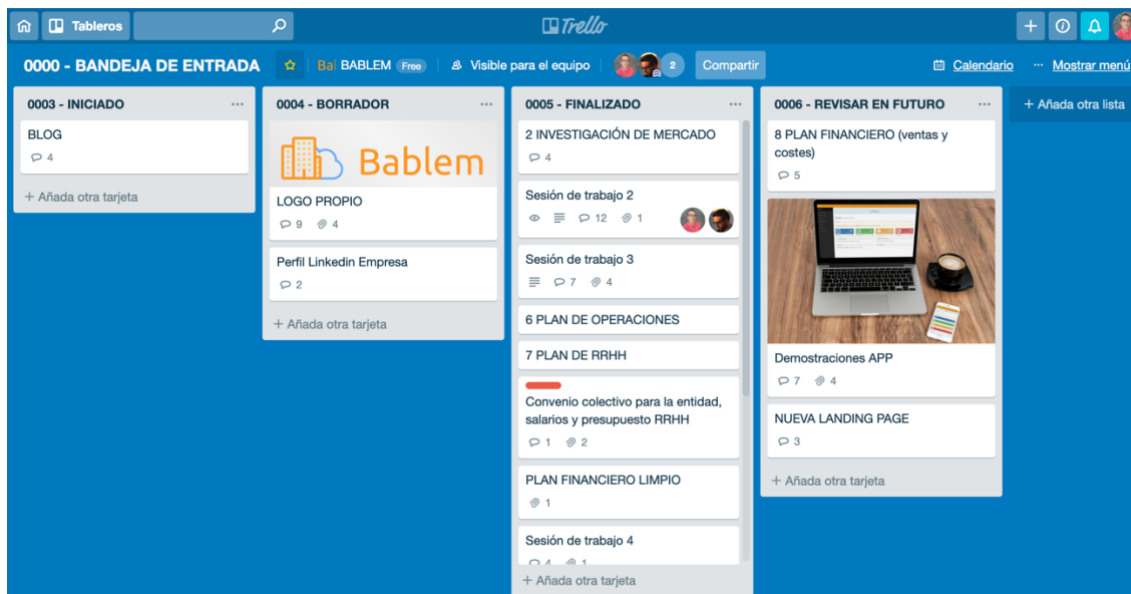 Tableros
Trello
0000 - BANDEJA DE ENTRADA
Ba BABLEM Free
Visible para el equipo
2
Compartir
Calendario
... Mostrar menú
0003 - INICIADO
BLOG
4
+ Añada otra tarjeta
0004 - BORRADOR
Bablem
LOGO PROPIO
9 4
Perfil Linkedin Empresa
2
+ Añada otra tarjeta
0005 - FINALIZADO
2 INVESTIGACIÓN DE MERCADO
4
Sesión de trabajo 2
12 1
Sesión de trabajo 3
7 4
6 PLAN DE OPERACIONES
7 PLAN DE RRHH
Convenio colectivo para la entidad,
salarios y presupuesto RRHH
1 2
PLAN FINANCIERO LIMPIO
1
Sesión de trabajo 4
4 1
+ Añada otra tarjeta
0006 - REVISAR EN FUTURO
8 PLAN FINANCIERO (ventas y
costes)
5
Demostraciones APP
7 4
NUEVA LANDING PAGE
3
+ Añada otra tarjeta
+ Añada otra lista